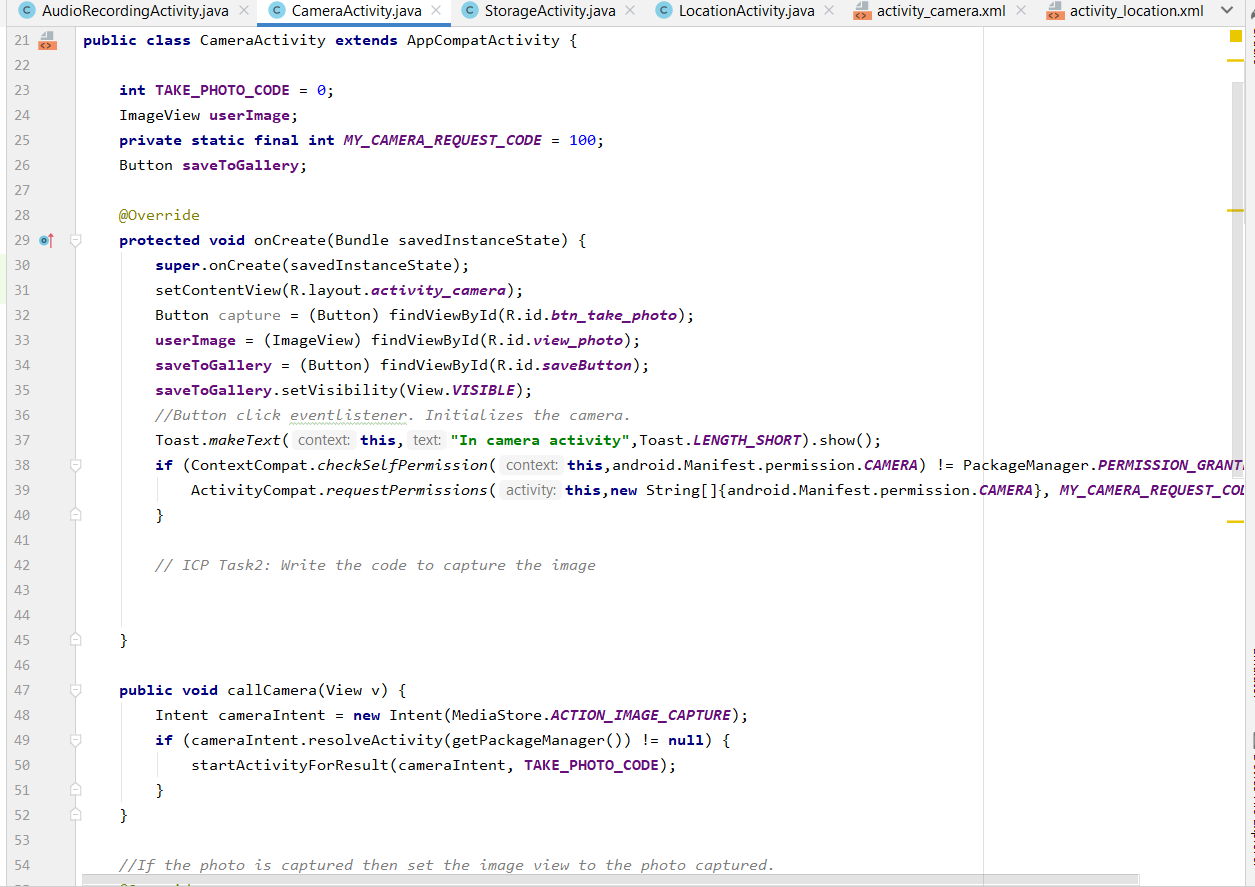 AudioRecordingActivity.java CameraActivity.java StorageActivity.java LocationActivity.java activity_camera.xml activity_location.xml
21 public class CameraActivity extends AppCompatActivity {
22
23 int TAKE_PHOTO_CODE = 0;
24 ImageView userImage;
25 private static final int MY_CAMERA_REQUEST_CODE = 100;
26 Button saveToGallery;
27
28 @Override
29 protected void onCreate(Bundle savedInstanceState) {
30 super.onCreate(savedInstanceState);
31 setContentView(R.layout.activity_camera);
32 Button capture = (Button) findViewById(R.id.btn_take_photo);
33 userImage = (ImageView) findViewById(R.id.view_photo);
34 saveToGallery = (Button) findViewById(R.id.saveButton);
35 saveToGallery.setVisibility(View.VISIBLE);
36 //Button click eventlistener. Initializes the camera.
37 Toast.makeText( context: this, text: "In camera activity",Toast.LENGTH_SHORT).show();
38 if (ContextCompat.checkSelfPermission( context: this,android.Manifest.permission.CAMERA) != PackageManager.PERMISSION_GRANT
39 ActivityCompat.requestPermissions( activity: this,new String[]{android.Manifest.permission.CAMERA}, MY_CAMERA_REQUEST_COD
40 }
41
42 // ICP Task2: Write the code to capture the image
43
44
45 }
46
47 public void callCamera(View v) {
48 Intent cameraIntent = new Intent(MediaStore.ACTION_IMAGE_CAPTURE);
49 if (cameraIntent.resolveActivity(getPackageManager()) != null) {
50 startActivityForResult(cameraIntent, TAKE_PHOTO_CODE);
51 }
52 }
53
54 //If the photo is captured then set the image view to the photo captured.